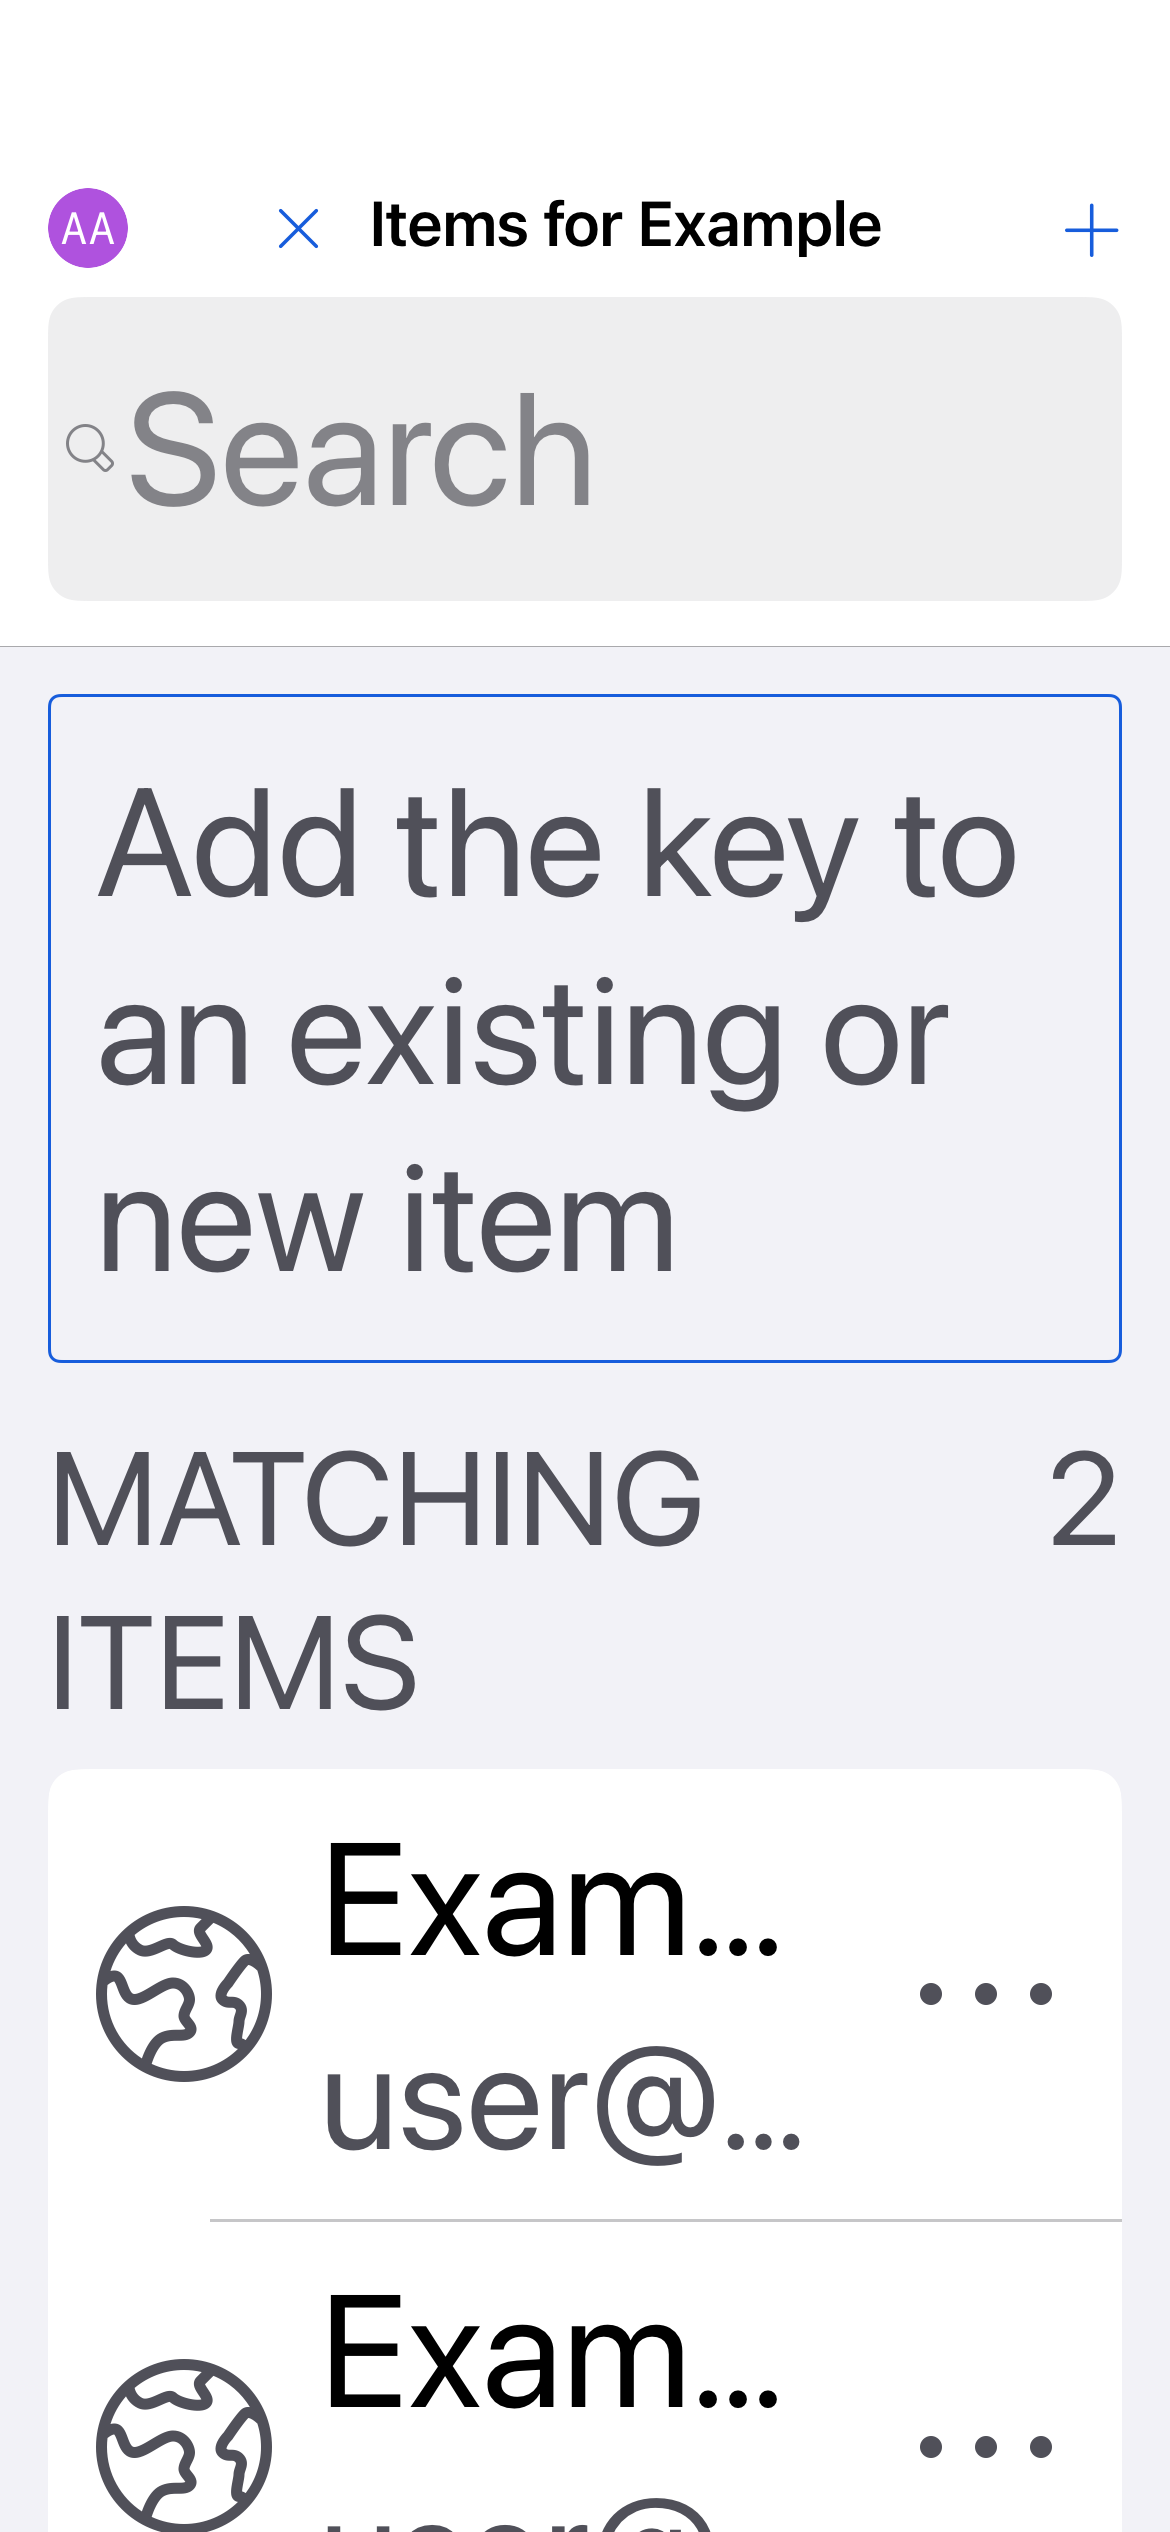 AA
Items for Example
Search
Add the key to
an existing or
new item
MATCHING 2
ITEMS
Exam...
user@...
Exam...
user@